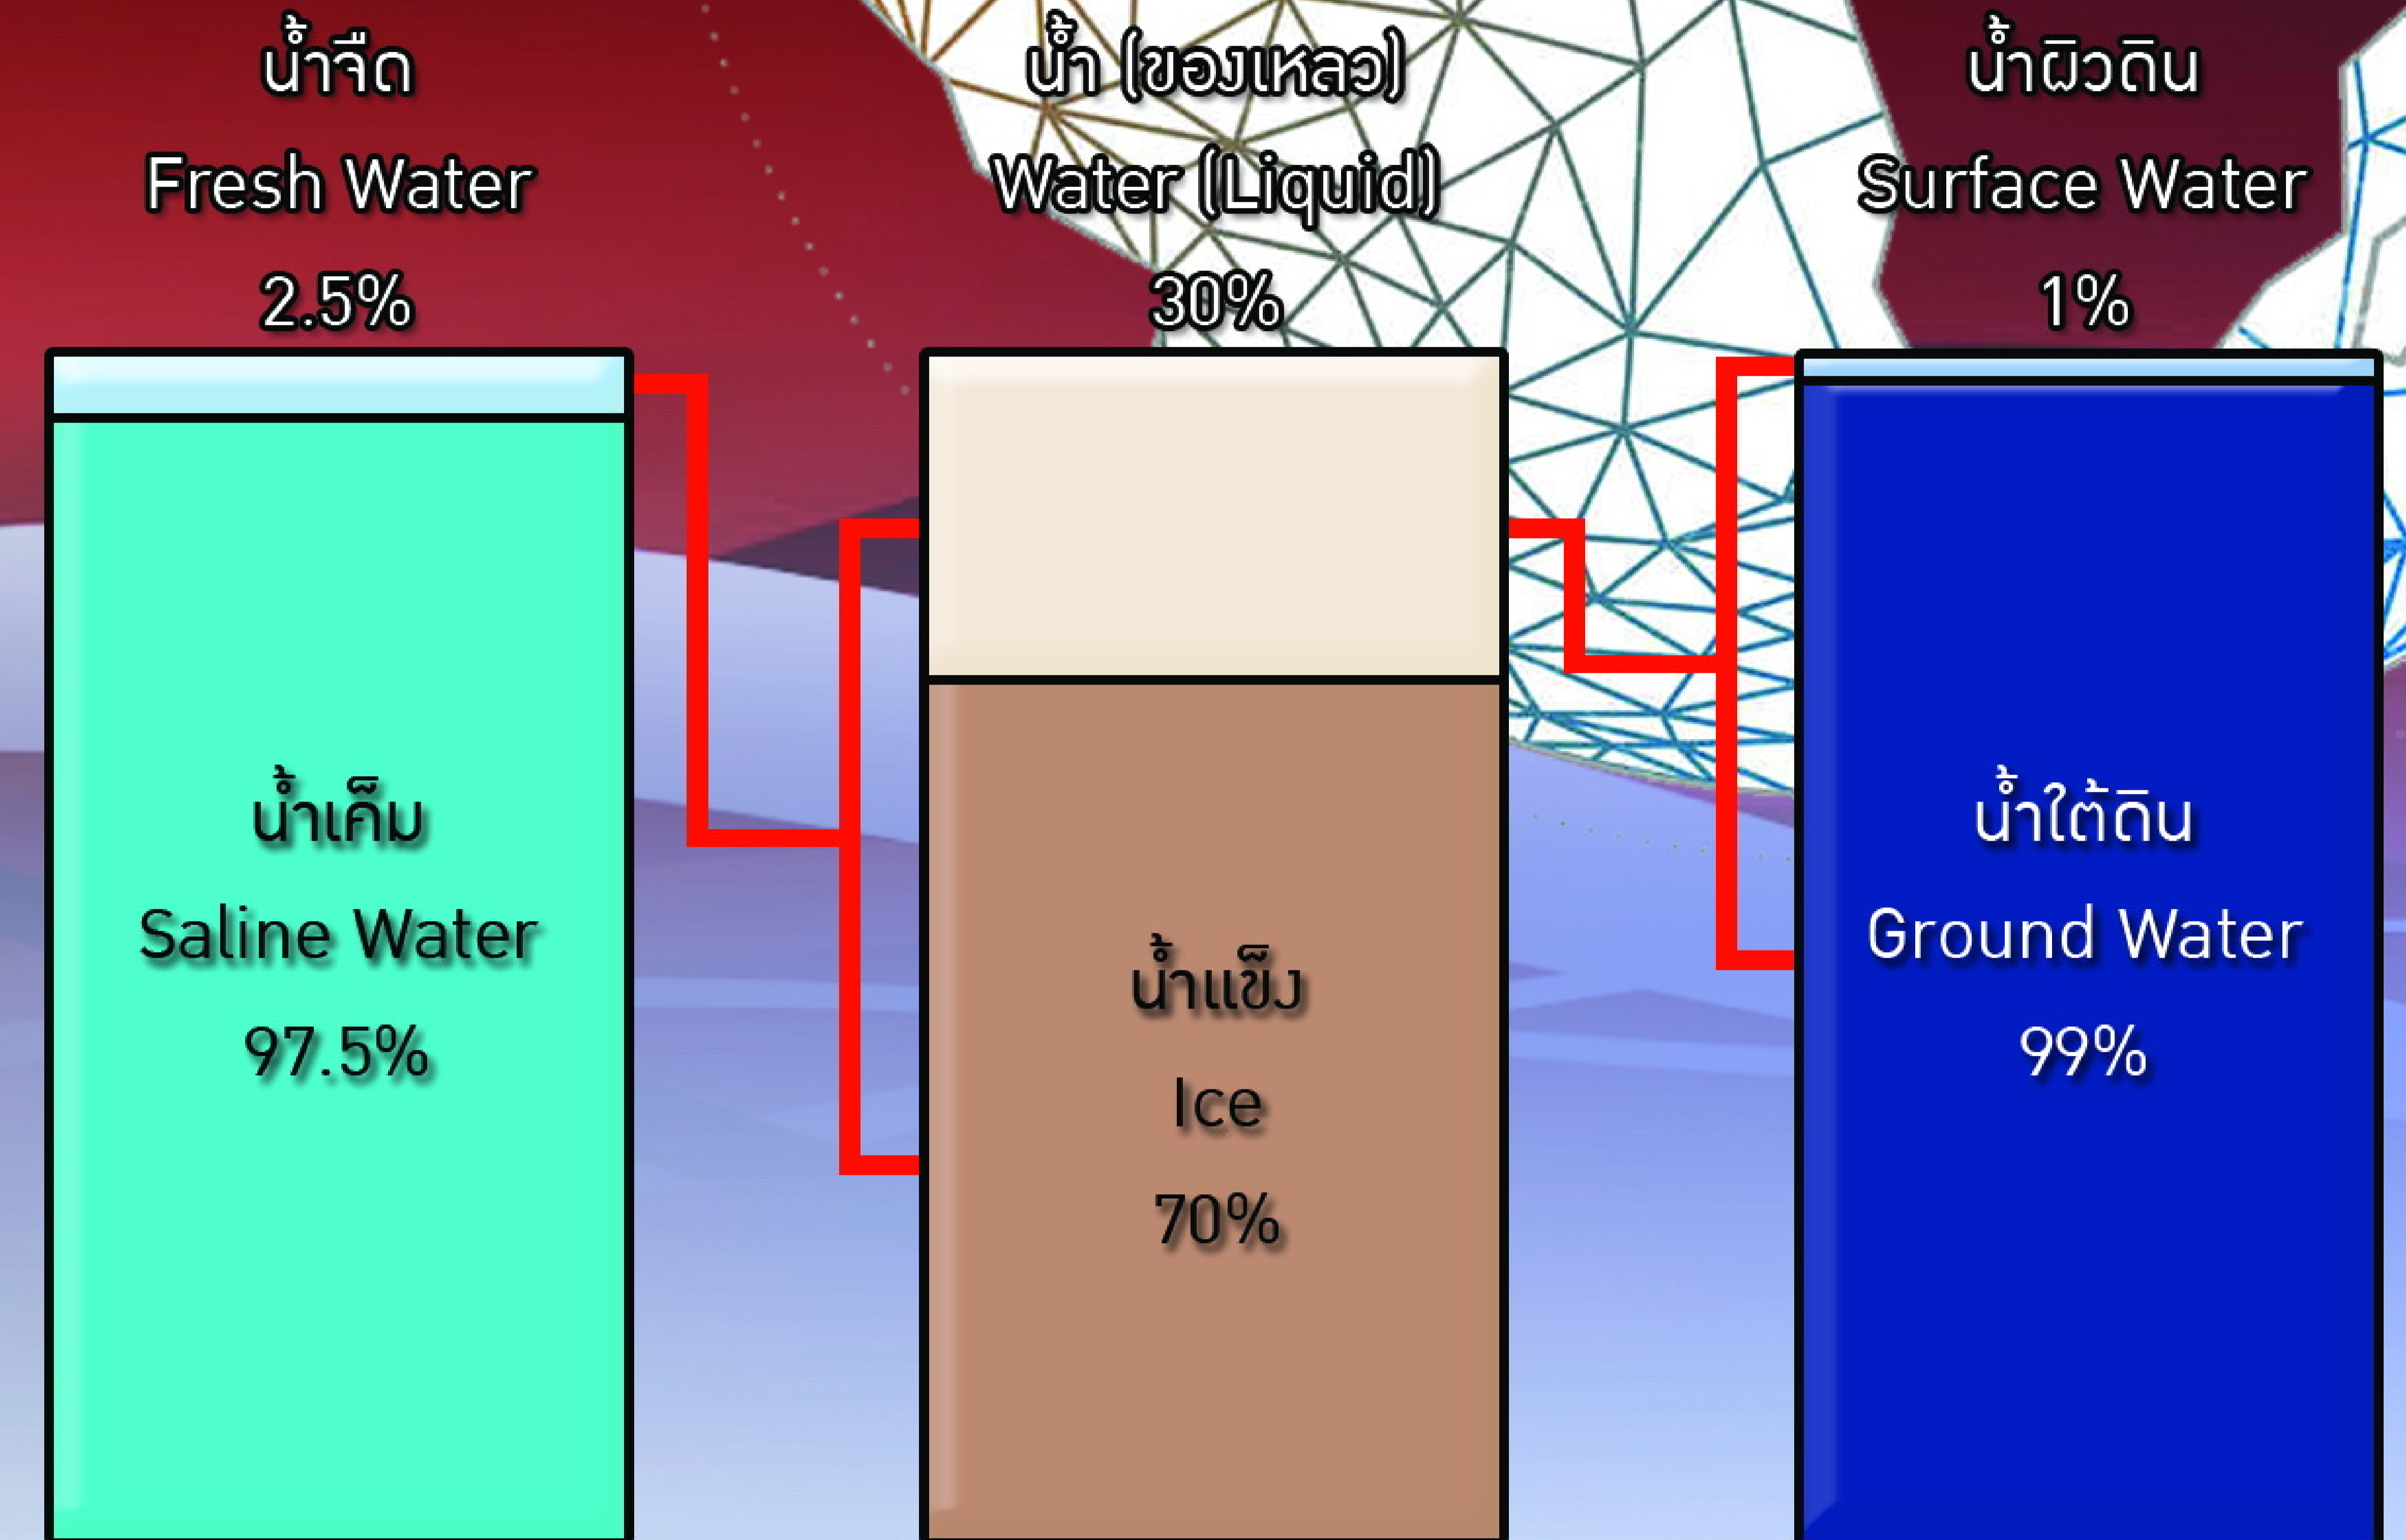 น้ำจืด
Fresh Water
2.5%
น้ำเค็ม
Saline Water
97.5%
น้ำ (ของเหลว)
Water (Liquid)
30%
น้ำแข็ง
Ice
70%
น้ำผิวดิน
Surface Water
1%
น้ำใต้ดิน
Ground Water
99%